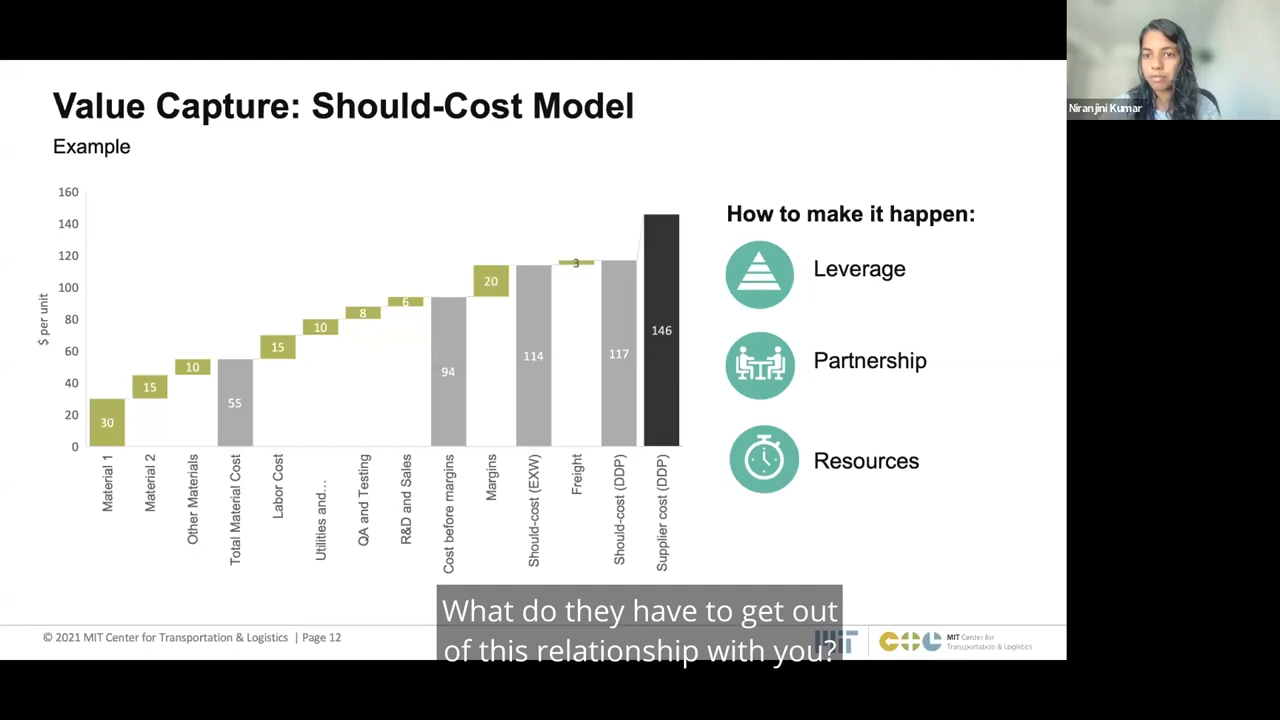 Niranjini Kumar
Value Capture: Should-Cost Model
Example
160
140
120
100
80
60
40
20
0
$ per unit
30
15
10
55
15
10
8
6
94
20
114
3
117
146
Material 1
Material 2
Other Materials
Total Material Cost
Labor Cost
Utilities and...
QA and Testing
R&D and Sales
Cost before margins
Margins
Should-cost (EXW)
Freight
Should-cost (DDP)
Supplier cost (DDP)
How to make it happen:
Leverage
Partnership
Resources
What do they have to get out
of this relationship with you?
© 2021 MIT Center for Transportation & Logistics | Page 12
MIT
CTL
MIT Center for
Transportation & Logistics